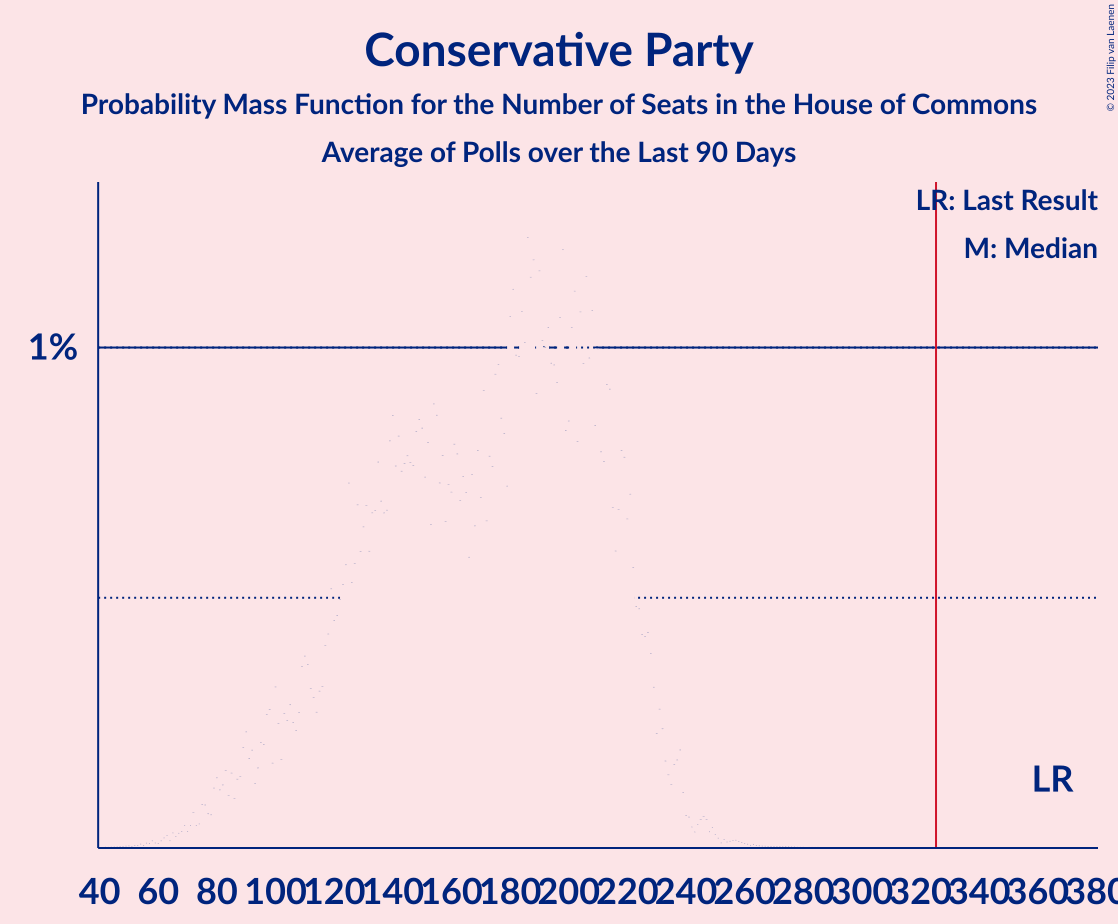 Conservative Party
Probability Mass Function for the Number of Seats in the House of Commons
Average of Polls over the Last 90 Days
© 2023 Filip van Laenen
LR: Last Result
M: Median
1%
LR
40 60 80 100 120 140 160 180 200 220 240 260 280 300 320 340 360 380